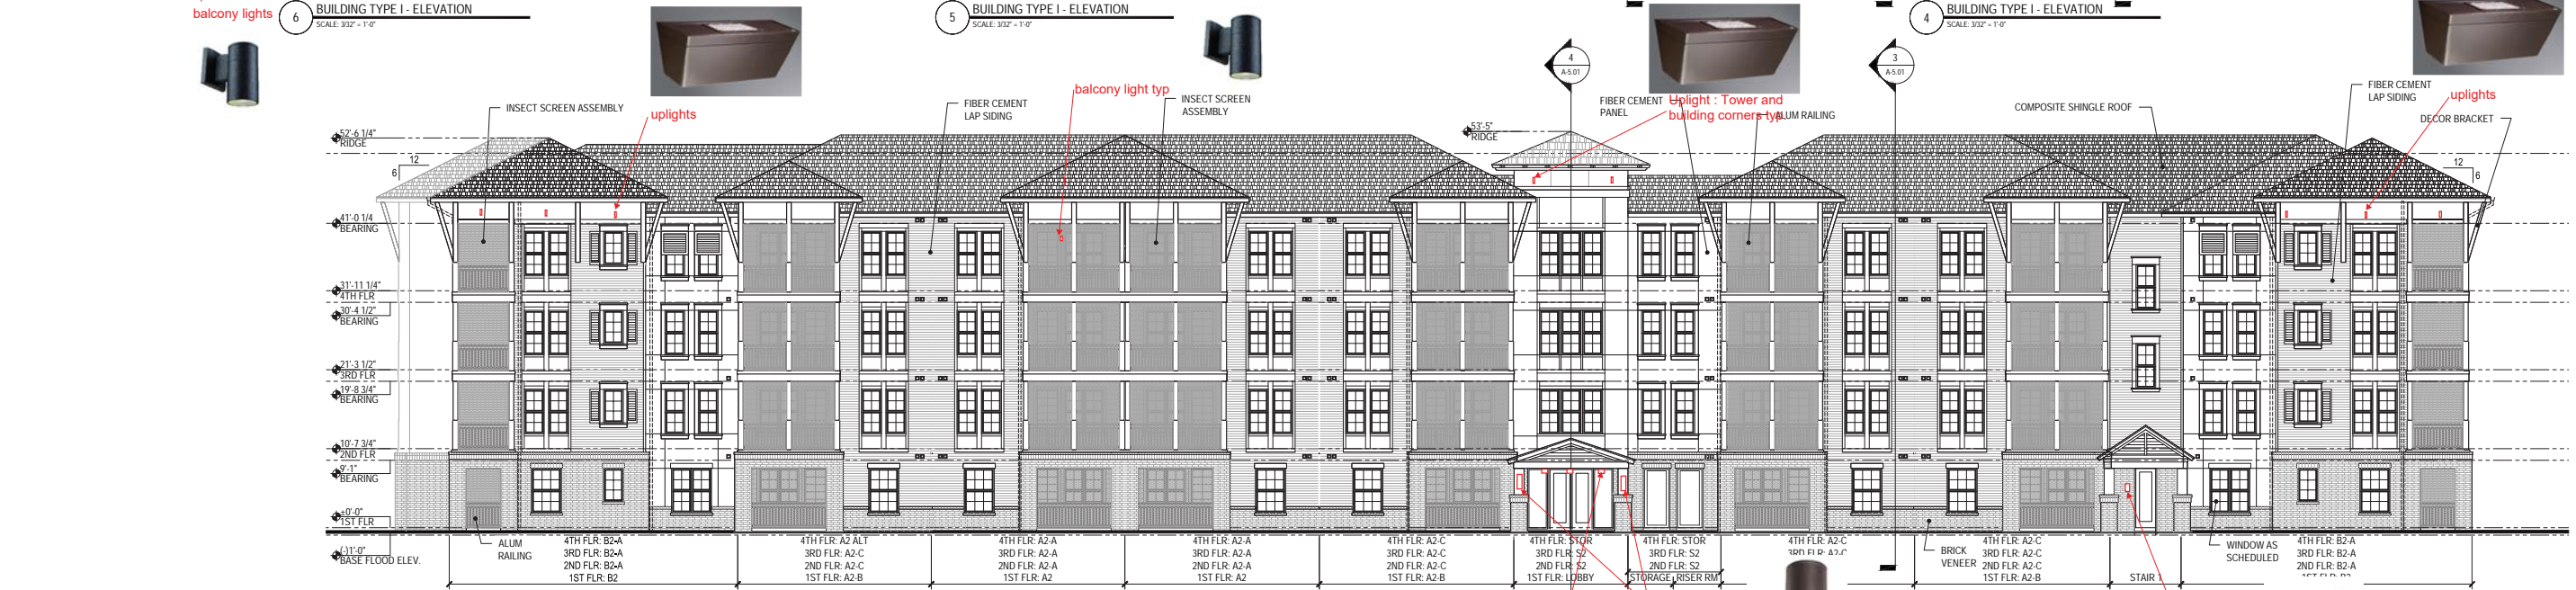 balcony lights
6
BUILDING TYPE I - ELEVATION
SCALE: 3/32" = 1'-0"
5
BUILDING TYPE I - ELEVATION
SCALE: 3/32" = 1'-0"
4
BUILDING TYPE I - ELEVATION
SCALE: 3/32" = 1'-0"
4
A-5.01
3
A-5.01
INSECT SCREEN ASSEMBLY
uplights
FIBER CEMENT
LAP SIDING
balcony light typ
INSECT SCREEN
ASSEMBLY
FIBER CEMENT
PANEL
Uplight : Tower and
building corners typ.
ALUM RAILING
COMPOSITE SHINGLE ROOF
FIBER CEMENT
LAP SIDING
uplights
DECOR BRACKET
52'-6 1/4"
RIDGE
53'-5"
RIDGE
12
6
12
6
41'-0 1/4
BEARING
31'-11 1/4"
4TH FLR
30'-4 1/2"
BEARING
21'-3 1/2"
3RD FLR
19'-8 3/4"
BEARING
10'-7 3/4"
2ND FLR
9'-1"
BEARING
±0'-0"
1ST FLR
(-)1'-0"
BASE FLOOD ELEV.
ALUM
RAILING
4TH FLR: B2-A
3RD FLR: B2-A
2ND FLR: B2-A
1ST FLR: B2
4TH FLR: A2 ALT
3RD FLR: A2-C
2ND FLR: A2-C
1ST FLR: A2-B
4TH FLR: A2-A
3RD FLR: A2-A
2ND FLR: A2-A
1ST FLR: A2
4TH FLR: A2-A
3RD FLR: A2-A
2ND FLR: A2-A
1ST FLR: A2
4TH FLR: A2-C
3RD FLR: A2-C
2ND FLR: A2-C
1ST FLR: A2-B
4TH FLR: STOR
3RD FLR: S2
2ND FLR: S2
1ST FLR: LOBBY
4TH FLR: STOR
3RD FLR: S2
2ND FLR: S2
STORAGE
RISER RM
4TH FLR: A2-C
3RD FLR: A2-C
BRICK
VENEER
4TH FLR: A2-C
3RD FLR: A2-C
2ND FLR: A2-C
1ST FLR: A2-B
STAIR 1
WINDOW AS
SCHEDULED
4TH FLR: B2-A
3RD FLR: B2-A
2ND FLR: B2-A